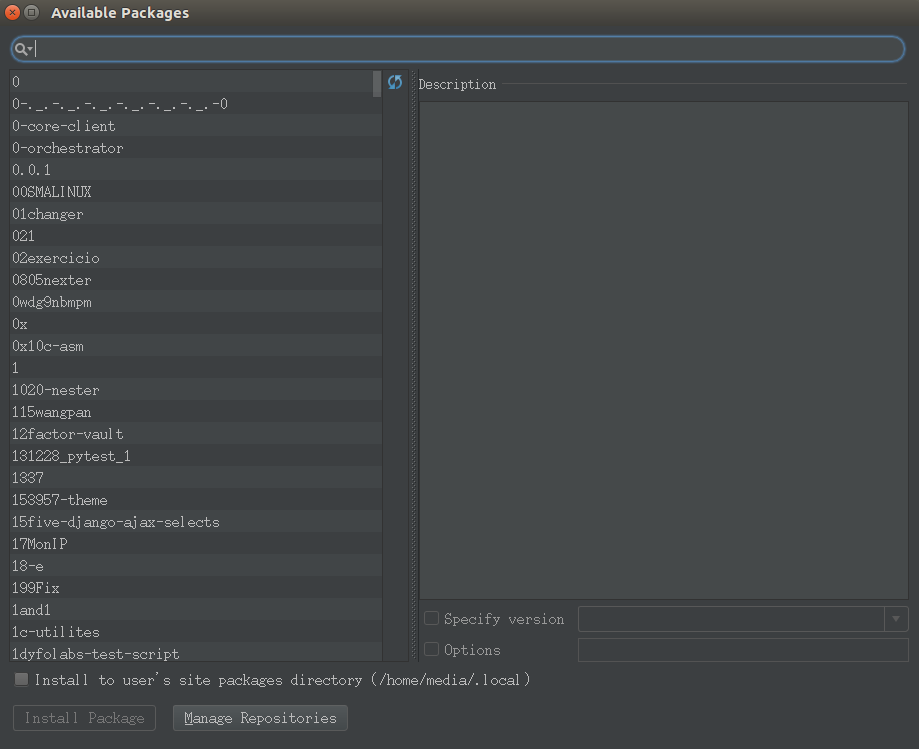 Available Packages
0
0-._.-._.-._.-._.-._.-._.-0
0-core-client
0-orchestrator
0.0.1
00SMALINUX
01changer
021
02exercicio
0805nexter
0wdg9nbmpm
0x
0x10c-asm
1
1020-nester
115wangpan
12factor-vault
131228_pytest_1
1337
153957-theme
15five-django-ajax-selects
17MonIP
18-e
199Fix
1and1
1c-utilites
1dyfolabs-test-script
Description
Specify version
Options
Install to user's site packages directory (/home/media/.local)
Install Package
Manage Repositories